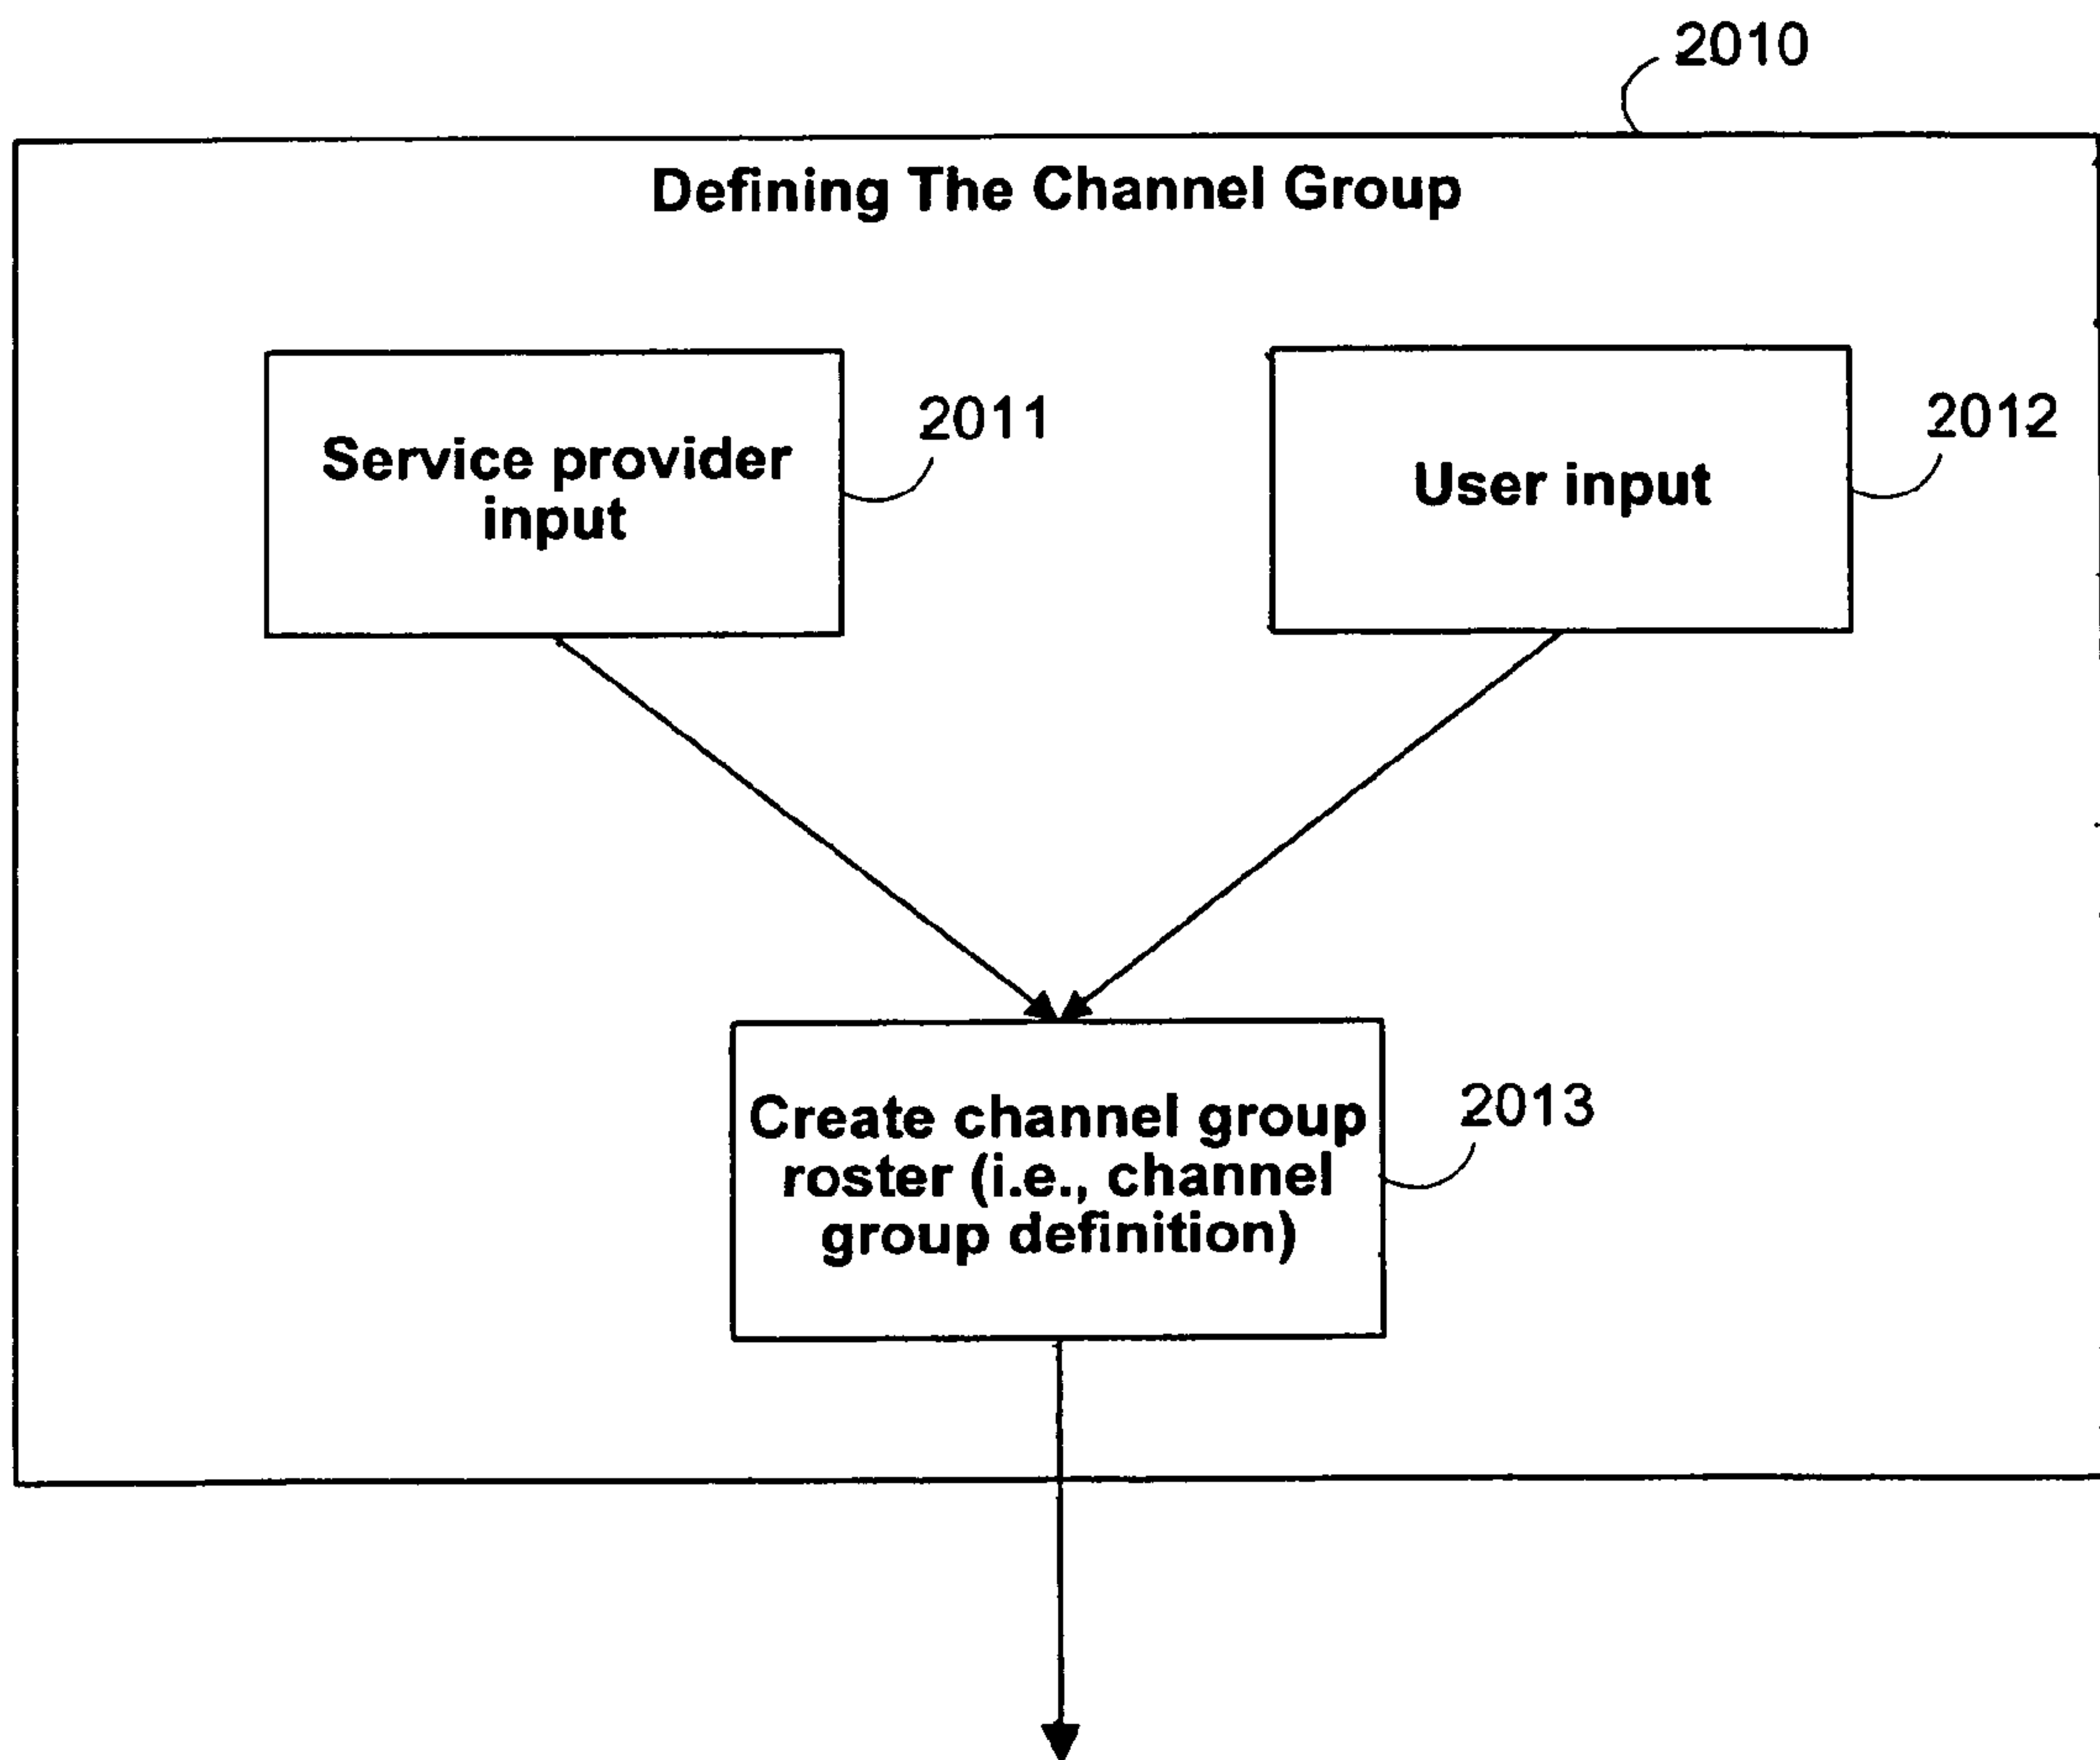 2010
Defining The Channel Group
Service provider
input
2011
User input
2012
Create channel group
roster (i.e., channel
group definition)
2013